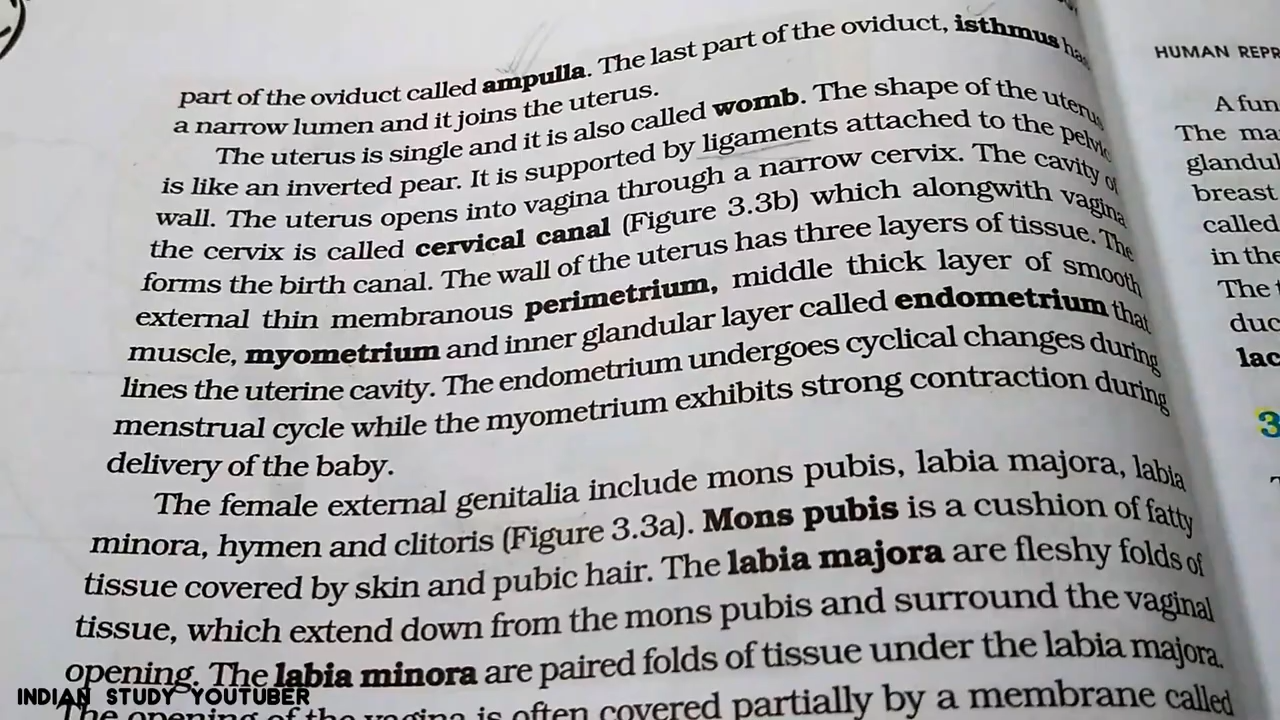 part of the oviduct called ampulla. The last part of the oviduct, isthmus has
a narrow lumen and it joins the uterus.
The uterus is single and it is also called womb. The shape of the uterus
is like an inverted pear. It is supported by ligaments attached to the pelvic
wall. The uterus opens into vagina through a narrow cervix. The cavity of
the cervix is called cervical canal (Figure 3.3b) which alongwith vagina
forms the birth canal. The wall of the uterus has three layers of tissue. The
external thin membranous perimetrium, middle thick layer of smooth
muscle, myometrium and inner glandular layer called endometrium that
lines the uterine cavity. The endometrium undergoes cyclical changes during
menstrual cycle while the myometrium exhibits strong contraction during
delivery of the baby.
The female external genitalia include mons pubis, labia majora, labia
minora, hymen and clitoris (Figure 3.3a). Mons pubis is a cushion of fatty
tissue covered by skin and pubic hair. The labia majora are fleshy folds of
tissue, which extend down from the mons pubis and surround the vaginal
opening. The labia minora are paired folds of tissue under the labia majora.
The opening of the vagina is often covered partially by a membrane called
INDIAN STUDY YOUTUBER
HUMAN REPR
A fun
The ma
glandul
breast
called
in the
The t
duc
lac
3